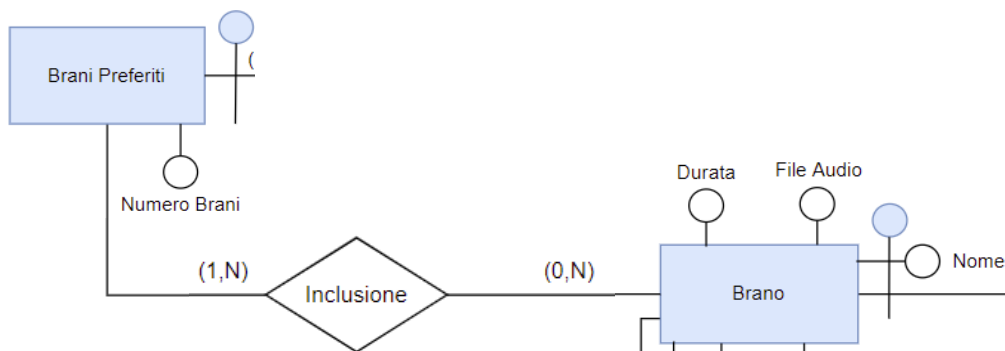 Brani Preferiti
(
Numero Brani
Durata
File Audio
Nome
(1,N)
Inclusione
(0,N)
Brano